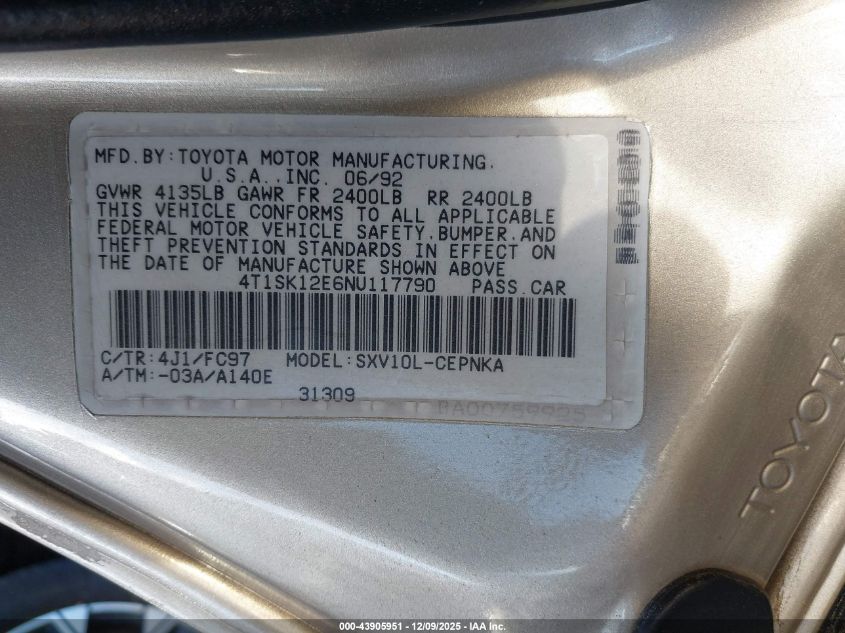 MFD.BY:TOYOTA MOTOR MANUFACTURING.
U.S.A.,INC. 06/92
GVWR 4135LB GAWR FR 2400LB RR 2400LB
THIS VEHICLE CONFORMS TO ALL APPLICABLE
FEDERAL MOTOR VEHICLE SAFETY,BUMPER,AND
THEFT PREVENTION STANDARDS IN EFFECT ON
THE DATE OF MANUFACTURE SHOWN ABOVE
4T1SK12E6NU117790 PASS.CAR
C/TR:4J1/FC97 MODEL:SXV10L-CEPNKA
A/TM:-03A/A140E
31309
TOYOTA
000-43905951 | 12/09/2025 | IAA Inc.